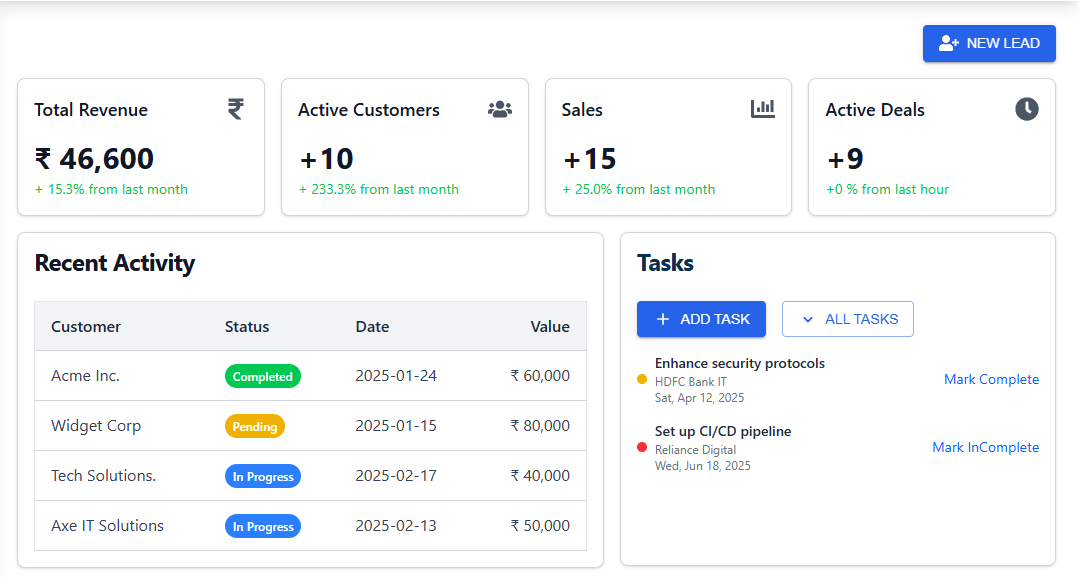 NEW LEAD
Total Revenue
₹ 46,600
+ 15.3% from last month
Active Customers
+10
+ 233.3% from last month
Sales
+15
+ 25.0% from last month
Active Deals
+9
+0 % from last hour
Recent Activity
Customer Status Date Value
Acme Inc. Completed 2025-01-24 ₹ 60,000
Widget Corp Pending 2025-01-15 ₹ 80,000
Tech Solutions. In Progress 2025-02-17 ₹ 40,000
Axe IT Solutions In Progress 2025-02-13 ₹ 50,000
Tasks
+ ADD TASK ALL TASKS
Enhance security protocols
HDFC Bank IT
Sat, Apr 12, 2025
Mark Complete
Set up CI/CD pipeline
Reliance Digital
Wed, Jun 18, 2025
Mark InComplete